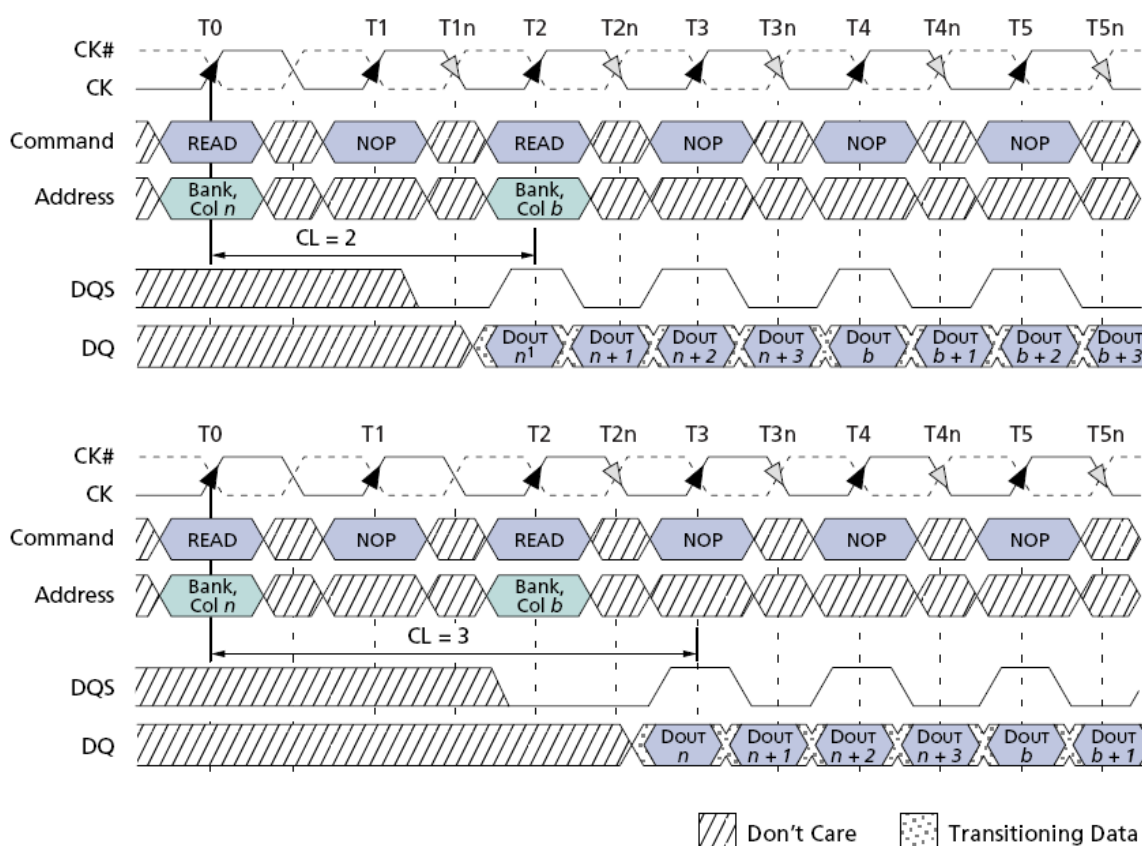 T0 T1 T1n T2 T2n T3 T3n T4 T4n T5 T5n
CK#
CK
Command READ NOP READ NOP NOP NOP
Address Bank, Col n Bank, Col b
CL = 2
DQS
DQ DOUT n¹ DOUT n + 1 DOUT n + 2 DOUT n + 3 DOUT b DOUT b + 1 DOUT b + 2 DOUT b + 3
T0 T1 T2 T2n T3 T3n T4 T4n T5 T5n
CK#
CK
Command READ NOP READ NOP NOP NOP
Address Bank, Col n Bank, Col b
CL = 3
DQS
DQ DOUT n DOUT n + 1 DOUT n + 2 DOUT n + 3 DOUT b DOUT b + 1
Don't Care Transitioning Data